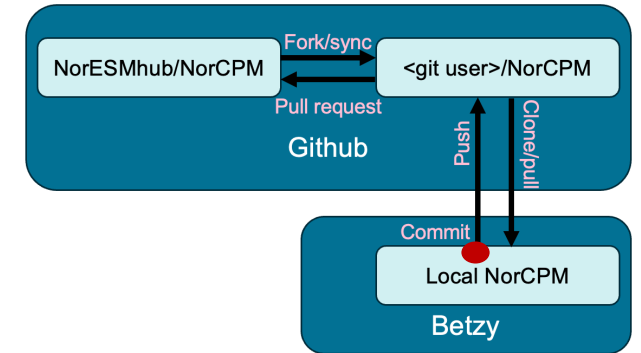 Fork/sync
NorESMhub/NorCPM
<git user>/NorCPM
Pull request
Github
Push
Clone/pull
Commit
Local NorCPM
Betzy